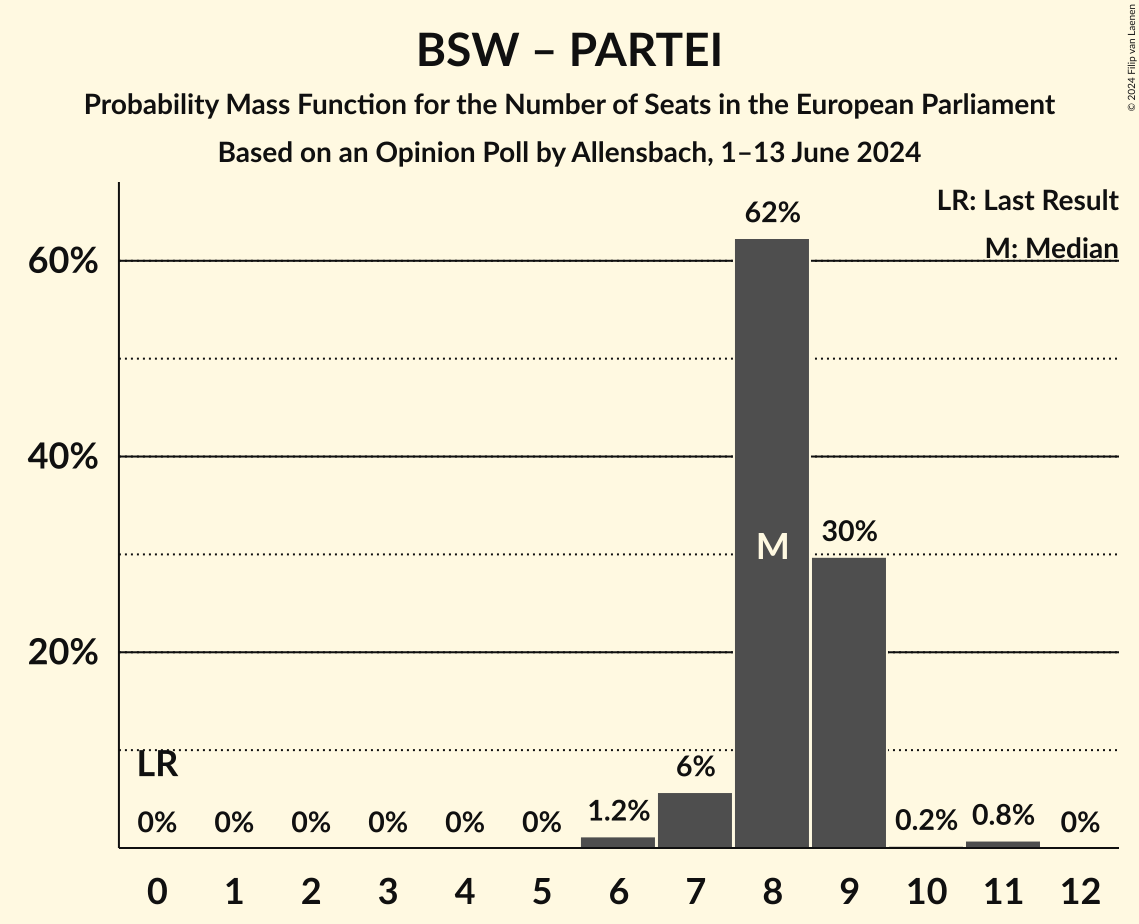 BSW – PARTEI
Probability Mass Function for the Number of Seats in the European Parliament
Based on an Opinion Poll by Allensbach, 1–13 June 2024
© 2024 Filip van Laenen
LR: Last Result
M: Median
60%
40%
20%
62%
30%
M
LR
0% 0% 0% 0% 0% 0% 1.2% 6% 0.2% 0.8% 0%
0 1 2 3 4 5 6 7 8 9 10 11 12